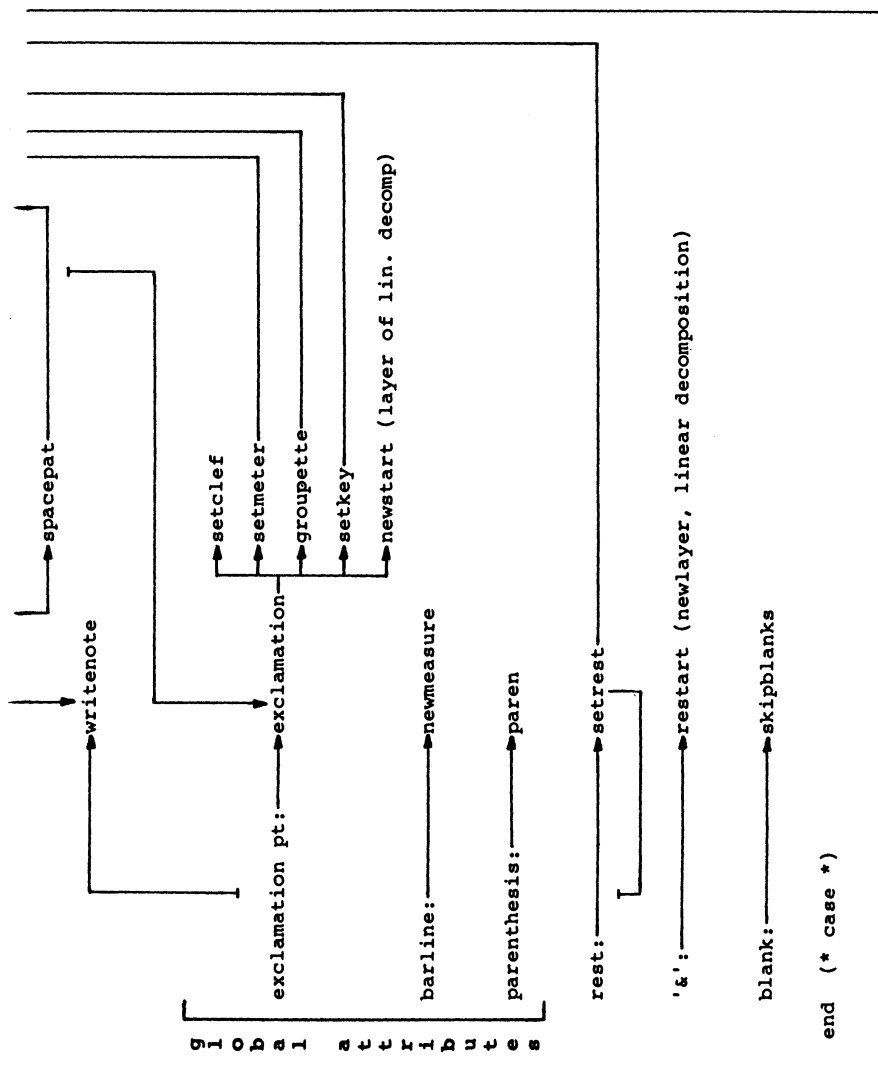 spacepat
writenote
global attributes
exclamation pt: exclamation
setclef
setmeter
groupette
setkey
newstart (layer of lin. decomp)
barline: newmeasure
parenthesis: paren
rest: setrest
'&': restart (newlayer, linear decomposition)
blank: skipblanks
end (* case *)